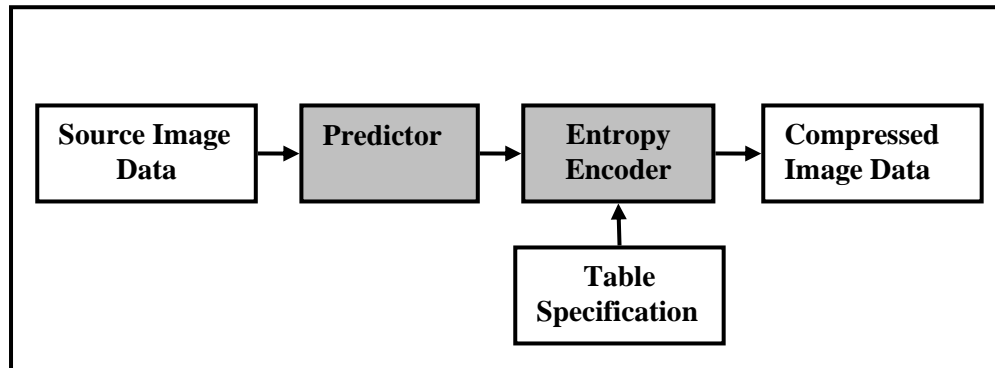 Source Image
Data
Predictor
Entropy
Encoder
Compressed
Image Data
Table
Specification